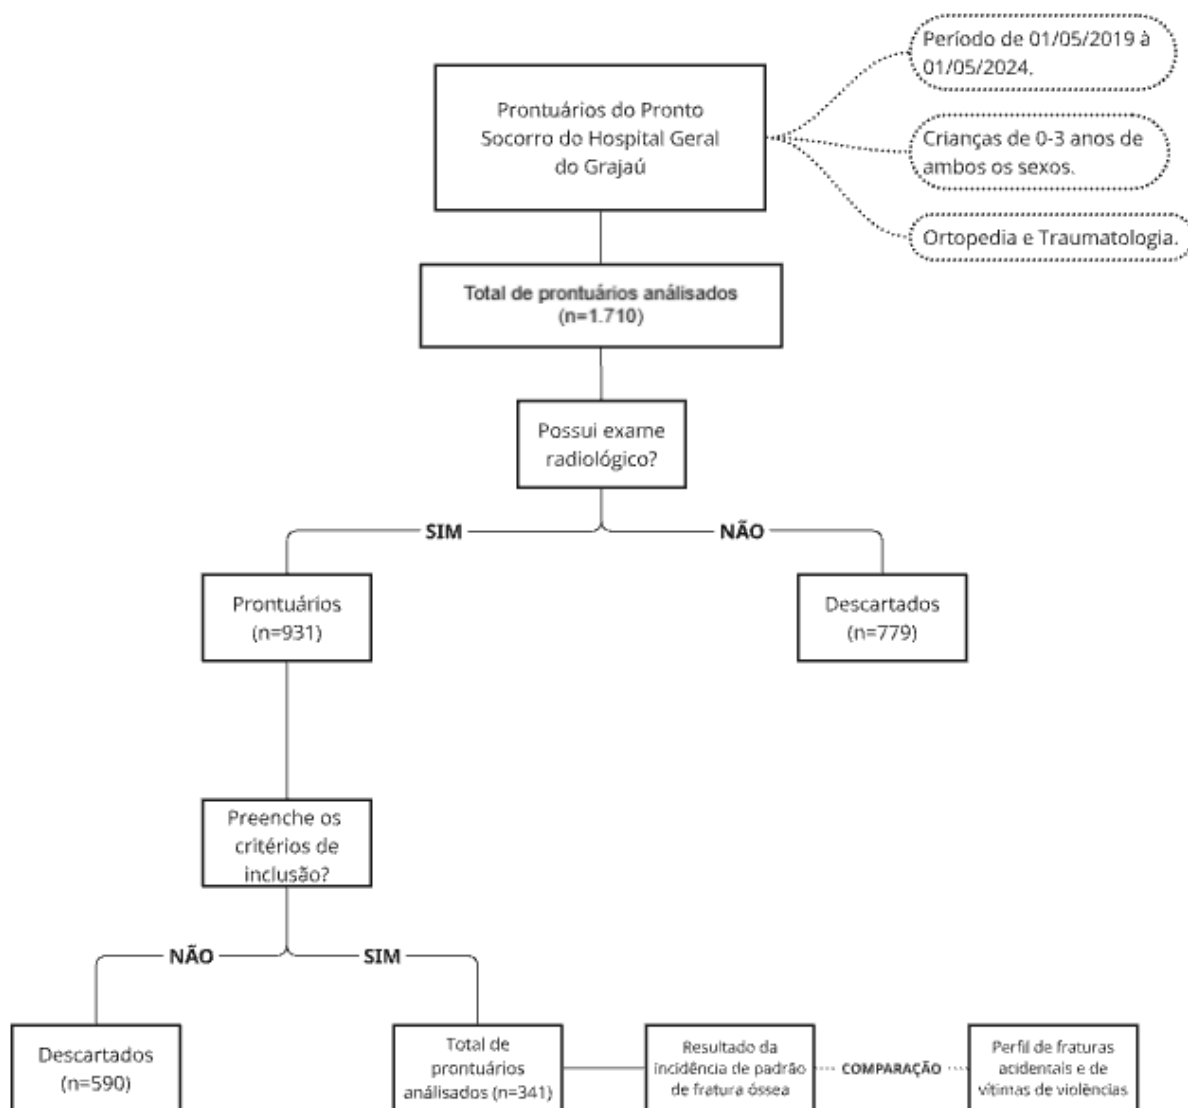 Período de 01/05/2019 à
01/05/2024.
Prontuários do Pronto
Socorro do Hospital Geral
do Grajaú
Crianças de 0-3 anos de
ambos os sexos.
Ortopedia e Traumatologia.
Total de prontuários análisados
(n=1.710)
Possui exame
radiológico?
SIM
NÃO
Prontuários
(n=931)
Descartados
(n=779)
Preenche os
critérios de
inclusão?
NÃO
SIM
Descartados
(n=590)
Total de
prontuários
análisados (n=341)
Resultado da
incidência de padrão
de fratura óssea
COMPARAÇÃO
Perfil de fraturas
acidentais e de
vítimas de violências